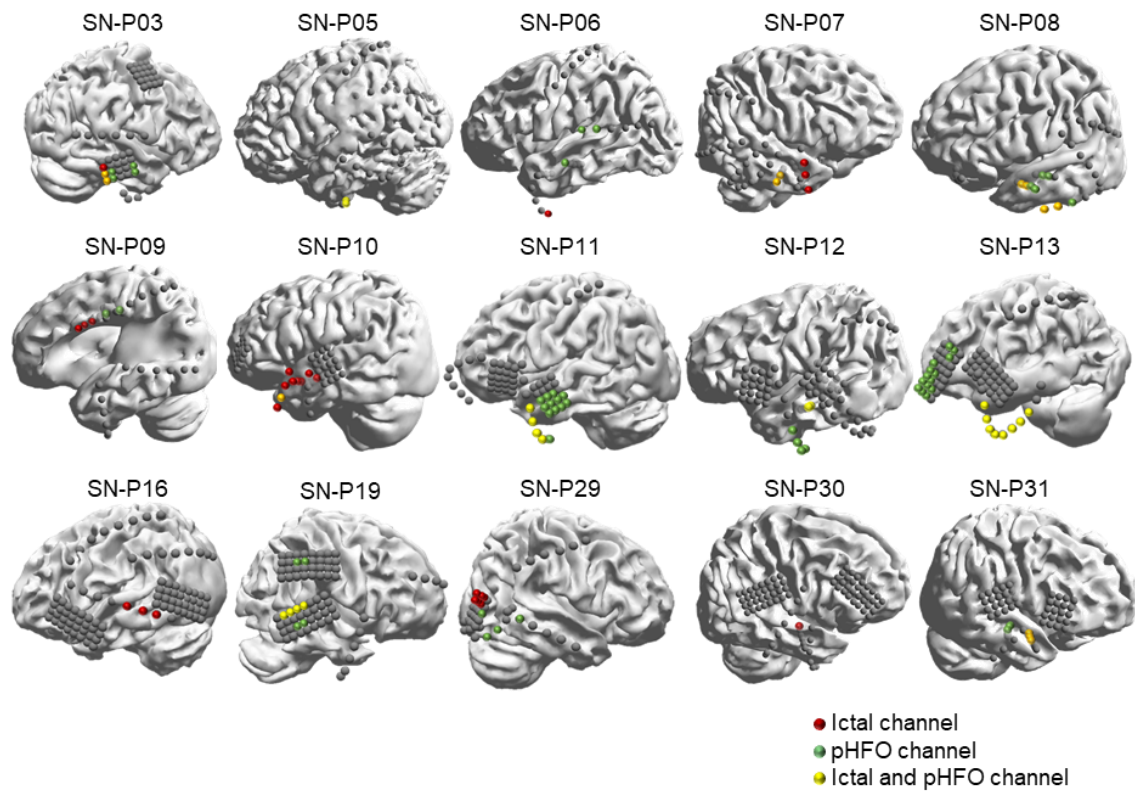 SN-P03 SN-P05 SN-P06 SN-P07 SN-P08
SN-P09 SN-P10 SN-P11 SN-P12 SN-P13
SN-P16 SN-P19 SN-P29 SN-P30 SN-P31
Ictal channel
pHFO channel
Ictal and pHFO channel